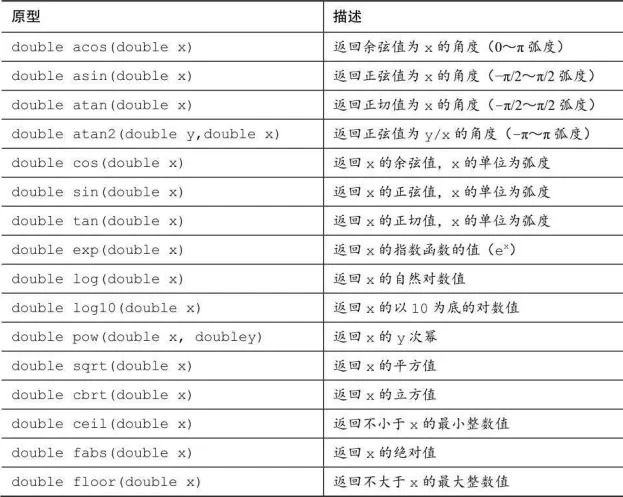 原型 描述
double acos(double x) 返回余弦值为 x 的角度（0～π 弧度）
double asin(double x) 返回正弦值为 x 的角度（−π/2～π/2 弧度）
double atan(double x) 返回正切值为 x 的角度（−π/2～π/2 弧度）
double atan2(double y,double x) 返回正弦值为 y/x 的角度（−π～π 弧度）
double cos(double x) 返回 x 的余弦值，x 的单位为弧度
double sin(double x) 返回 x 的正弦值，x 的单位为弧度
double tan(double x) 返回 x 的正切值，x 的单位为弧度
double exp(double x) 返回 x 的指数函数的值（eˣ）
double log(double x) 返回 x 的自然对数值
double log10(double x) 返回 x 的以 10 为底的对数值
double pow(double x, doubley) 返回 x 的 y 次幂
double sqrt(double x) 返回 x 的平方值
double cbrt(double x) 返回 x 的立方值
double ceil(double x) 返回不小于 x 的最小整数值
double fabs(double x) 返回 x 的绝对值
double floor(double x) 返回不大于 x 的最大整数值